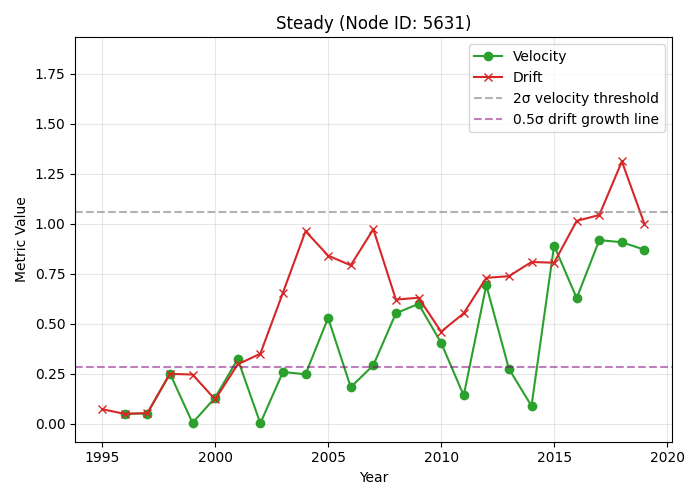 Steady (Node ID: 5631)
Velocity
Drift
2σ velocity threshold
0.5σ drift growth line
1.75
1.50
1.25
1.00
0.75
0.50
0.25
0.00
Metric Value
1995 2000 2005 2010 2015 2020
Year